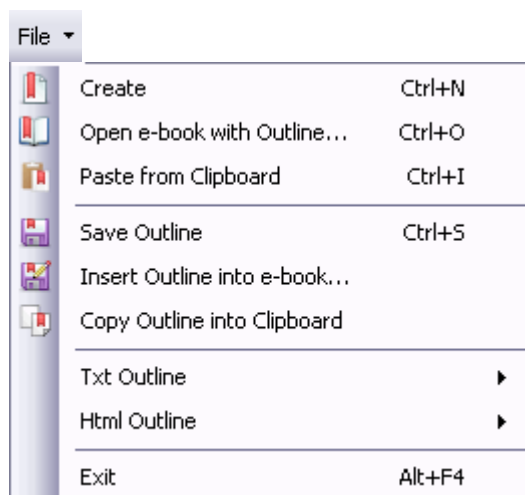 File
Create Ctrl+N
Open e-book with Outline... Ctrl+O
Paste from Clipboard Ctrl+I
Save Outline Ctrl+S
Insert Outline into e-book...
Copy Outline into Clipboard
Txt Outline
Html Outline
Exit Alt+F4